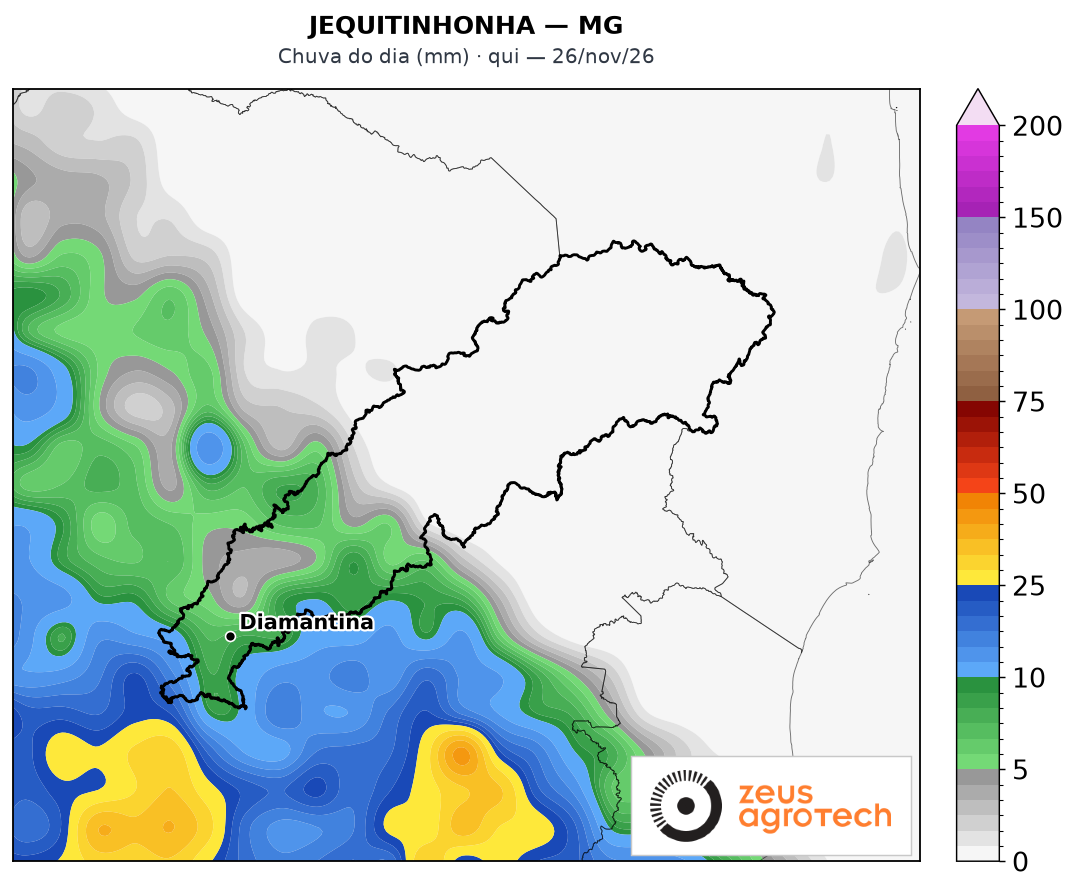 JEQUITINHONHA — MG
Chuva do dia (mm) · qui — 26/nov/26
200
150
100
75
50
25
10
5
0
Diamantina
zeus
agrotech